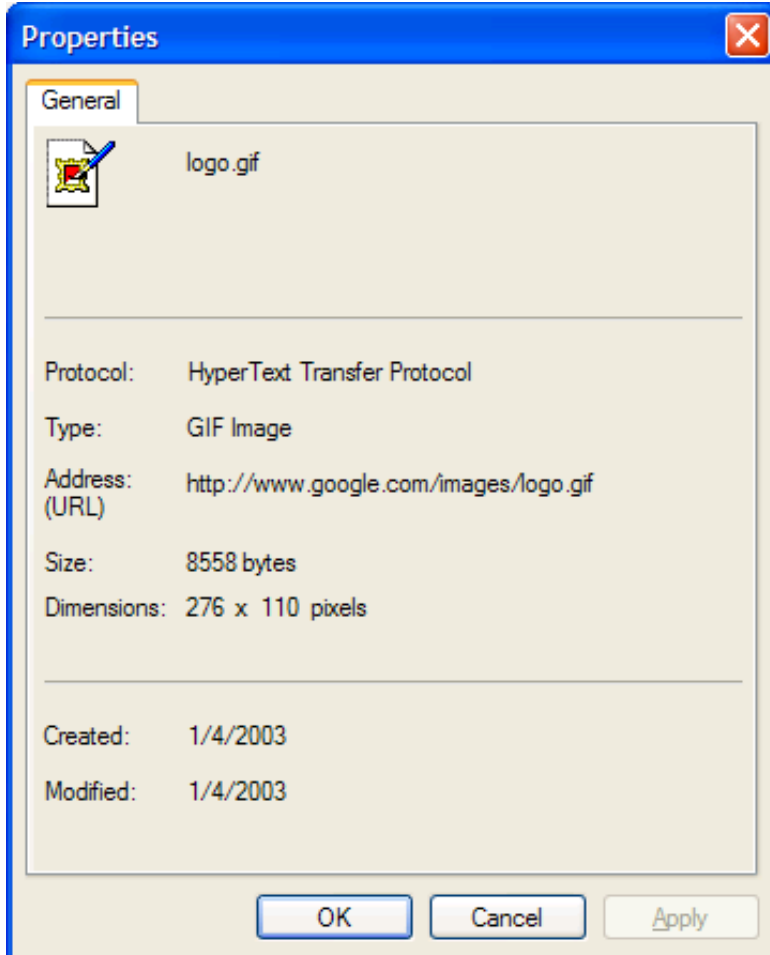 Properties
General
logo.gif
Protocol: HyperText Transfer Protocol
Type: GIF Image
Address: (URL) http://www.google.com/images/logo.gif
Size: 8558 bytes
Dimensions: 276 x 110 pixels
Created: 1/4/2003
Modified: 1/4/2003
OK Cancel Apply